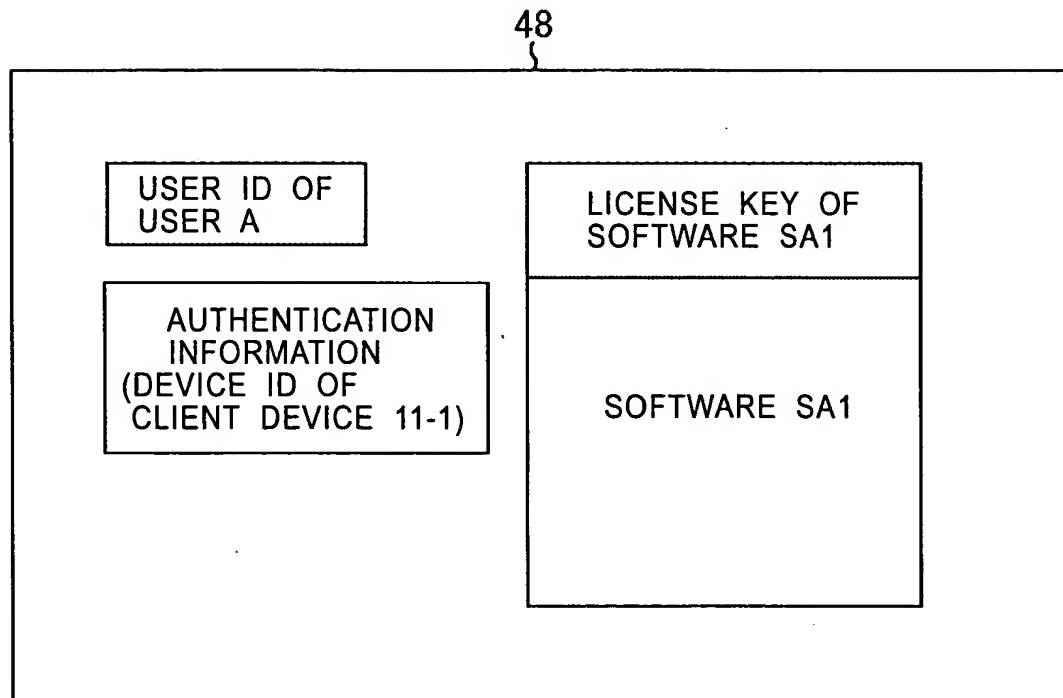 48
USER ID OF
USER A
AUTHENTICATION
INFORMATION
(DEVICE ID OF
CLIENT DEVICE 11-1)
LICENSE KEY OF
SOFTWARE SA1
SOFTWARE SA1